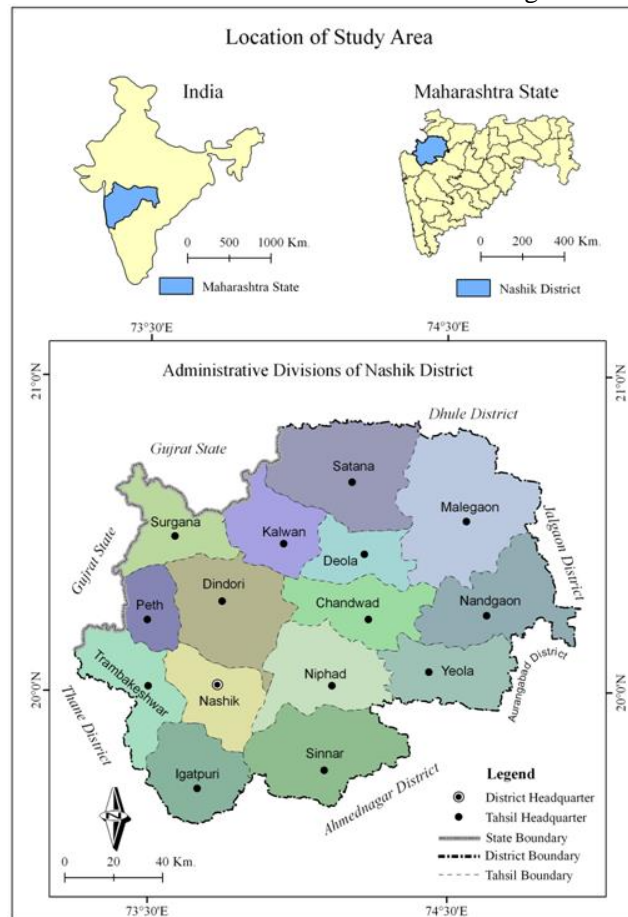 Location of Study Area
India
Maharashtra State
0 500 1000 Km.
0 200 400 Km.
Maharashtra State
Nashik District
73°30'E
74°30'E
21°0'N
21°0'N
Administrative Divisions of Nashik District
Dhule District
Gujrat State
Satana
Malegaon
Surgana
Kalwan
Deola
Jalgaon District
Gujrat State
Dindori
Peth
Chandwad
Nandgaon
Trambakeshwar
Niphad
Yeola
Aurangabad District
20°0'N
Nashik
20°0'N
Thane District
Sinnar
Igatpuri
Ahmednagar District
Legend
District Headquarter
Tahsil Headquarter
State Boundary
District Boundary
Tahsil Boundary
N
0 20 40 Km.
73°30'E
74°30'E